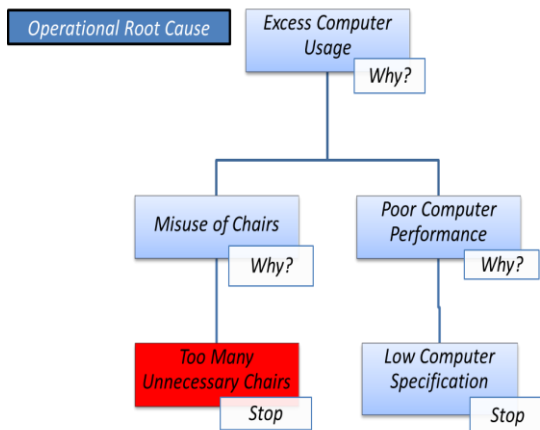 Operational Root Cause
Excess Computer
Usage
Why?
Misuse of Chairs
Why?
Poor Computer
Performance
Why?
Too Many
Unnecessary Chairs
Stop
Low Computer
Specification
Stop